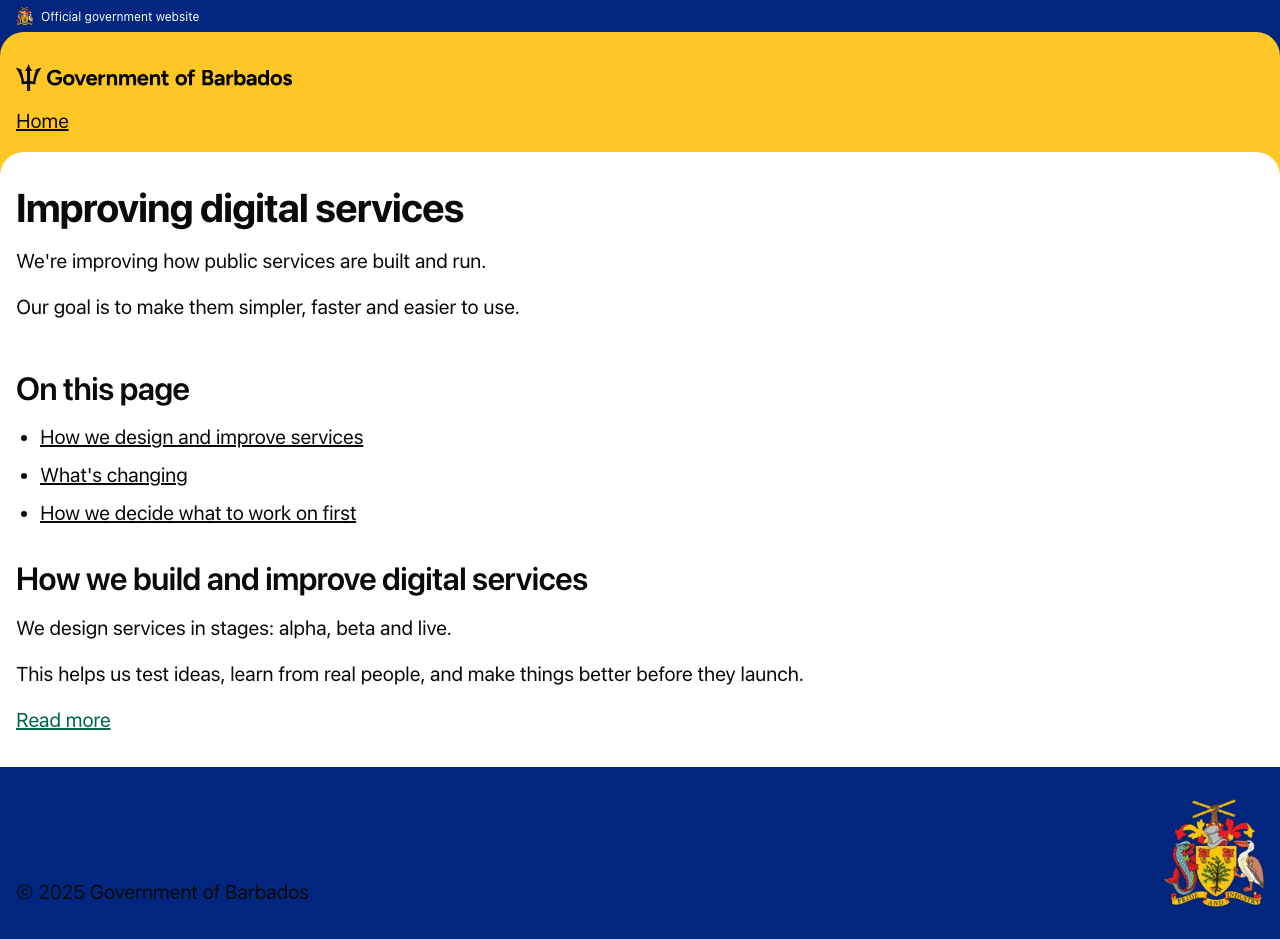 Official government website
Government of Barbados
Home
Improving digital services
We're improving how public services are built and run.
Our goal is to make them simpler, faster and easier to use.
On this page
How we design and improve services
What's changing
How we decide what to work on first
How we build and improve digital services
We design services in stages: alpha, beta and live.
This helps us test ideas, learn from real people, and make things better before they launch.
Read more
© 2025 Government of Barbados
PRIDE AND INDUSTRY